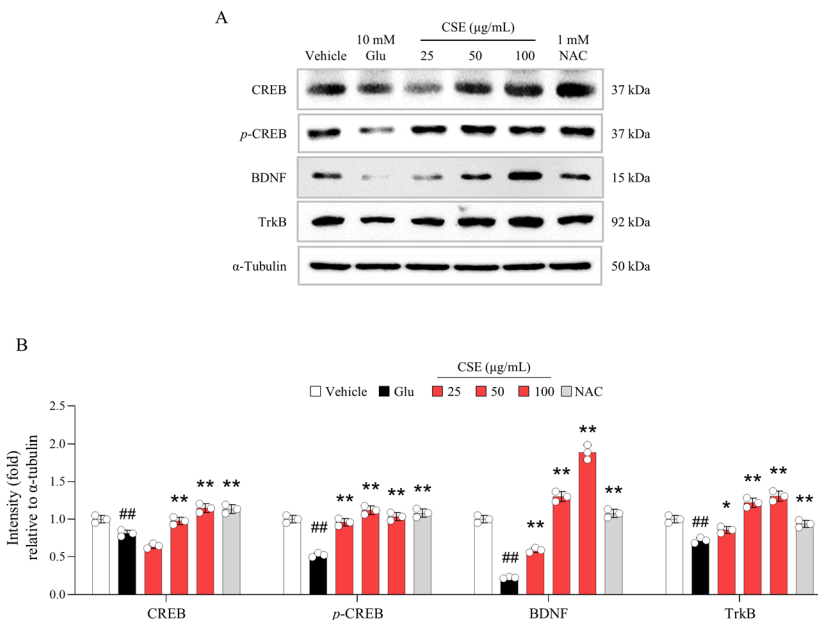 A
CSE (μg/mL)
10 mM
Glu
1 mM
NAC
Vehicle 25 50 100
CREB 37 kDa
p-CREB 37 kDa
BDNF 15 kDa
TrkB 92 kDa
α-Tubulin 50 kDa
B
CSE (μg/mL)
Vehicle Glu 25 50 100 NAC
Intensity (fold)
relative to α-tubulin
2.5
2.0
1.5
1.0
0.5
0.0
## ** ** **
## ** ** ** **
## ** ** ** **
## * ** ** **
CREB p-CREB BDNF TrkB